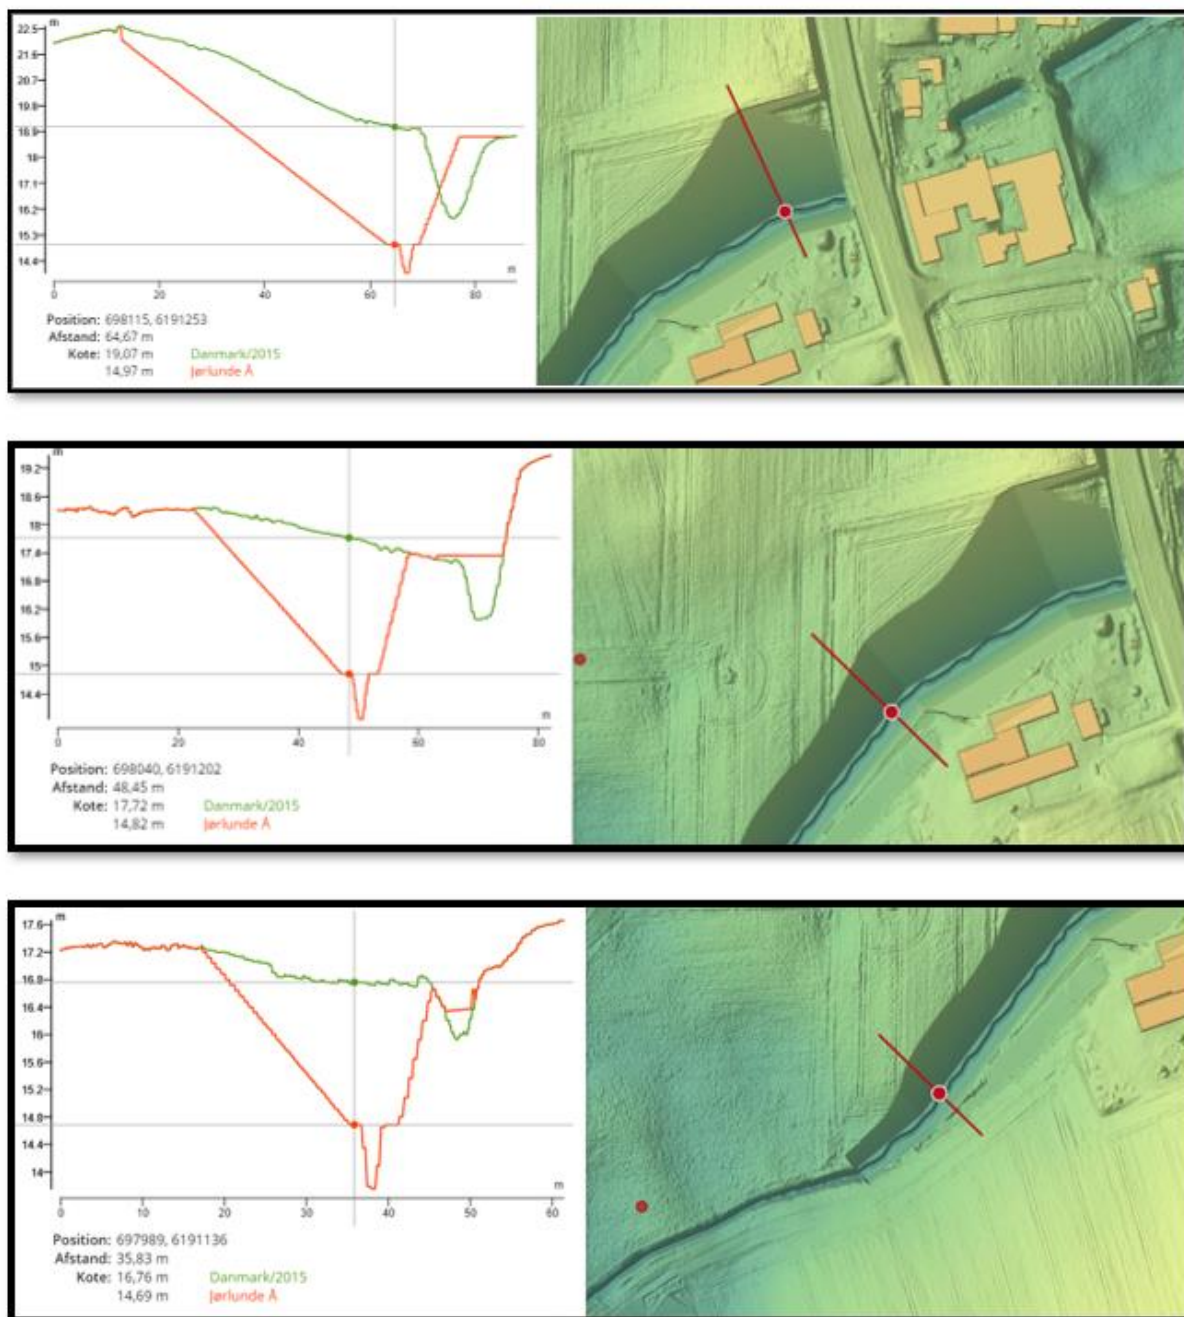 m
22.5
21.6
20.7
19.8
18.9
18
17.1
16.2
15.3
14.4
m
0 20 40 60 80
Position: 698115, 6191253
Afstand: 64,67 m
Kote: 19,07 m Danmark/2015
14,97 m Jørlunde Å
m
19.2
18.6
18
17.4
16.8
16.2
15.6
15
14.4
m
0 20 40 60 80
Position: 698040, 6191202
Afstand: 48,45 m
Kote: 17,72 m Danmark/2015
14,82 m Jørlunde Å
m
17.6
17.2
16.8
16.4
16
15.6
15.2
14.8
14.4
14
m
0 10 20 30 40 50 60
Position: 697989, 6191136
Afstand: 35,83 m
Kote: 16,76 m Danmark/2015
14,69 m Jørlunde Å